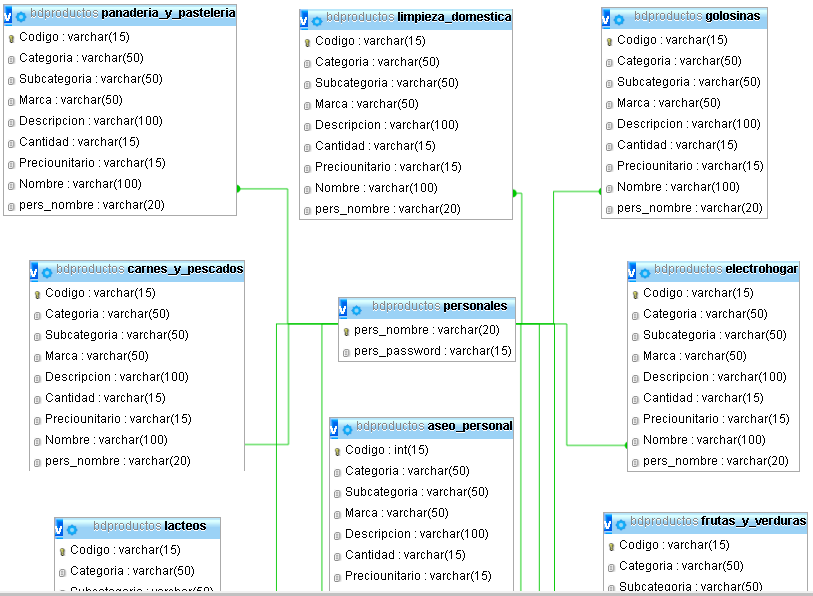 bdproductos panaderia_y_pasteleria
Codigo : varchar(15)
Categoria : varchar(50)
Subcategoria : varchar(50)
Marca : varchar(50)
Descripcion : varchar(100)
Cantidad : varchar(15)
Preciounitario : varchar(15)
Nombre : varchar(100)
pers_nombre : varchar(20)
bdproductos limpieza_domestica
Codigo : varchar(15)
Categoria : varchar(50)
Subcategoria : varchar(50)
Marca : varchar(50)
Descripcion : varchar(100)
Cantidad : varchar(15)
Preciounitario : varchar(15)
Nombre : varchar(100)
pers_nombre : varchar(20)
bdproductos golosinas
Codigo : varchar(15)
Categoria : varchar(50)
Subcategoria : varchar(50)
Marca : varchar(50)
Descripcion : varchar(100)
Cantidad : varchar(15)
Preciounitario : varchar(15)
Nombre : varchar(100)
pers_nombre : varchar(20)
bdproductos carnes_y_pescados
Codigo : varchar(15)
Categoria : varchar(50)
Subcategoria : varchar(50)
Marca : varchar(50)
Descripcion : varchar(100)
Cantidad : varchar(15)
Preciounitario : varchar(15)
Nombre : varchar(100)
pers_nombre : varchar(20)
bdproductos personales
pers_nombre : varchar(20)
pers_password : varchar(15)
bdproductos electrohogar
Codigo : varchar(15)
Categoria : varchar(50)
Subcategoria : varchar(50)
Marca : varchar(50)
Descripcion : varchar(100)
Cantidad : varchar(15)
Preciounitario : varchar(15)
Nombre : varchar(100)
pers_nombre : varchar(20)
bdproductos aseo_personal
Codigo : int(15)
Categoria : varchar(50)
Subcategoria : varchar(50)
Marca : varchar(50)
Descripcion : varchar(100)
Cantidad : varchar(15)
Preciounitario : varchar(15)
bdproductos lacteos
Codigo : varchar(15)
Categoria : varchar(50)
Subcategoria : varchar(50)
bdproductos frutas_y_verduras
Codigo : varchar(15)
Categoria : varchar(50)
Subcategoria : varchar(50)